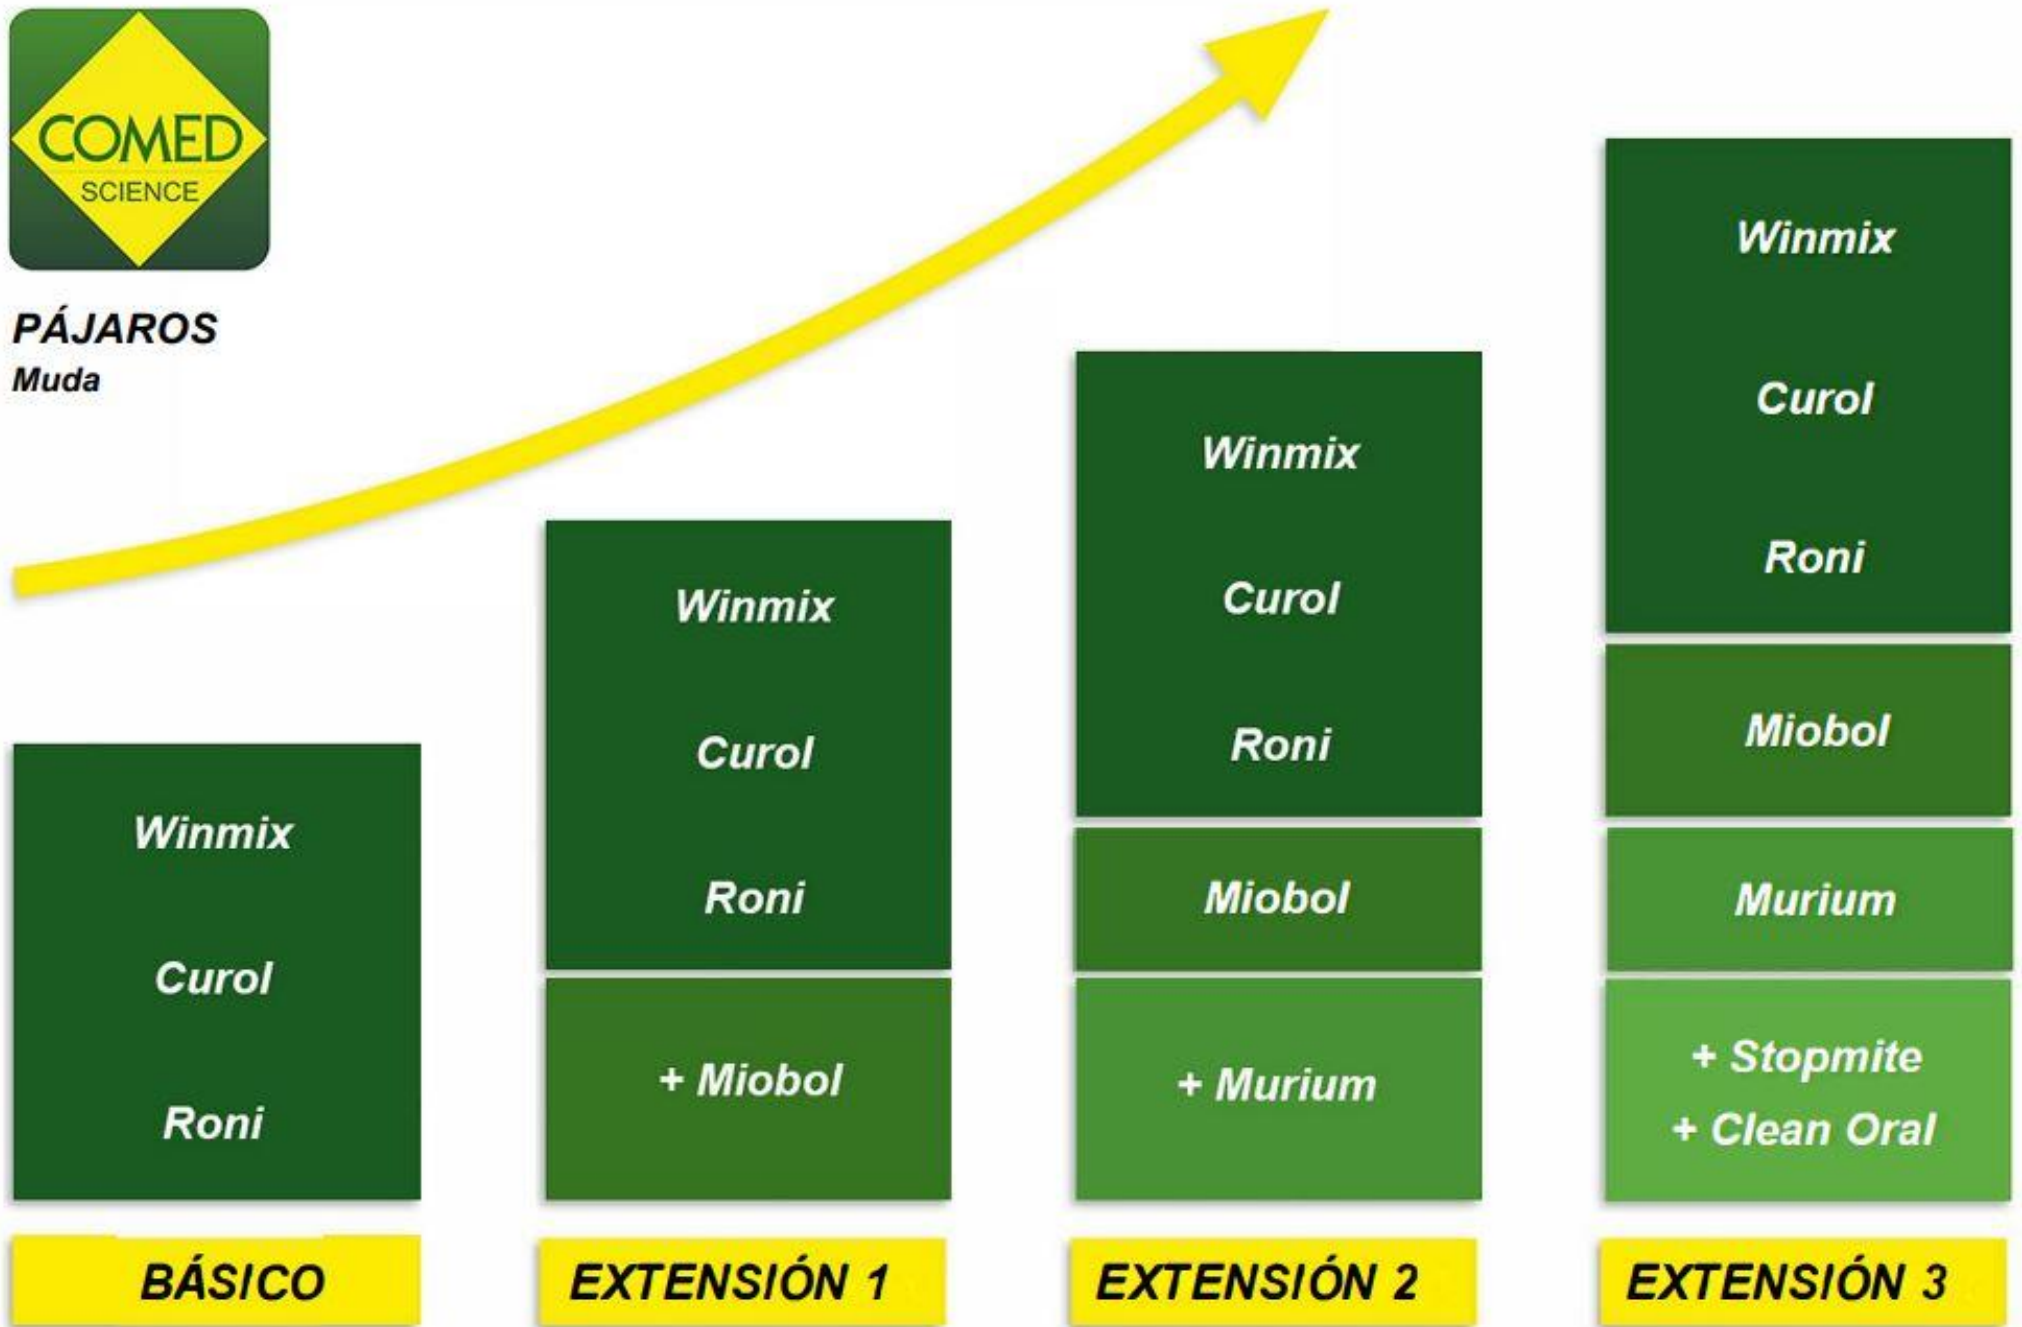 COMED
SCIENCE
PÁJAROS
Muda
Winmix
Curol
Roni
BÁSICO
Winmix
Curol
Roni
+ Miobol
EXTENSIÓN 1
Winmix
Curol
Roni
Miobol
+ Murium
EXTENSIÓN 2
Winmix
Curol
Roni
Miobol
Murium
+ Stopmite
+ Clean Oral
EXTENSIÓN 3